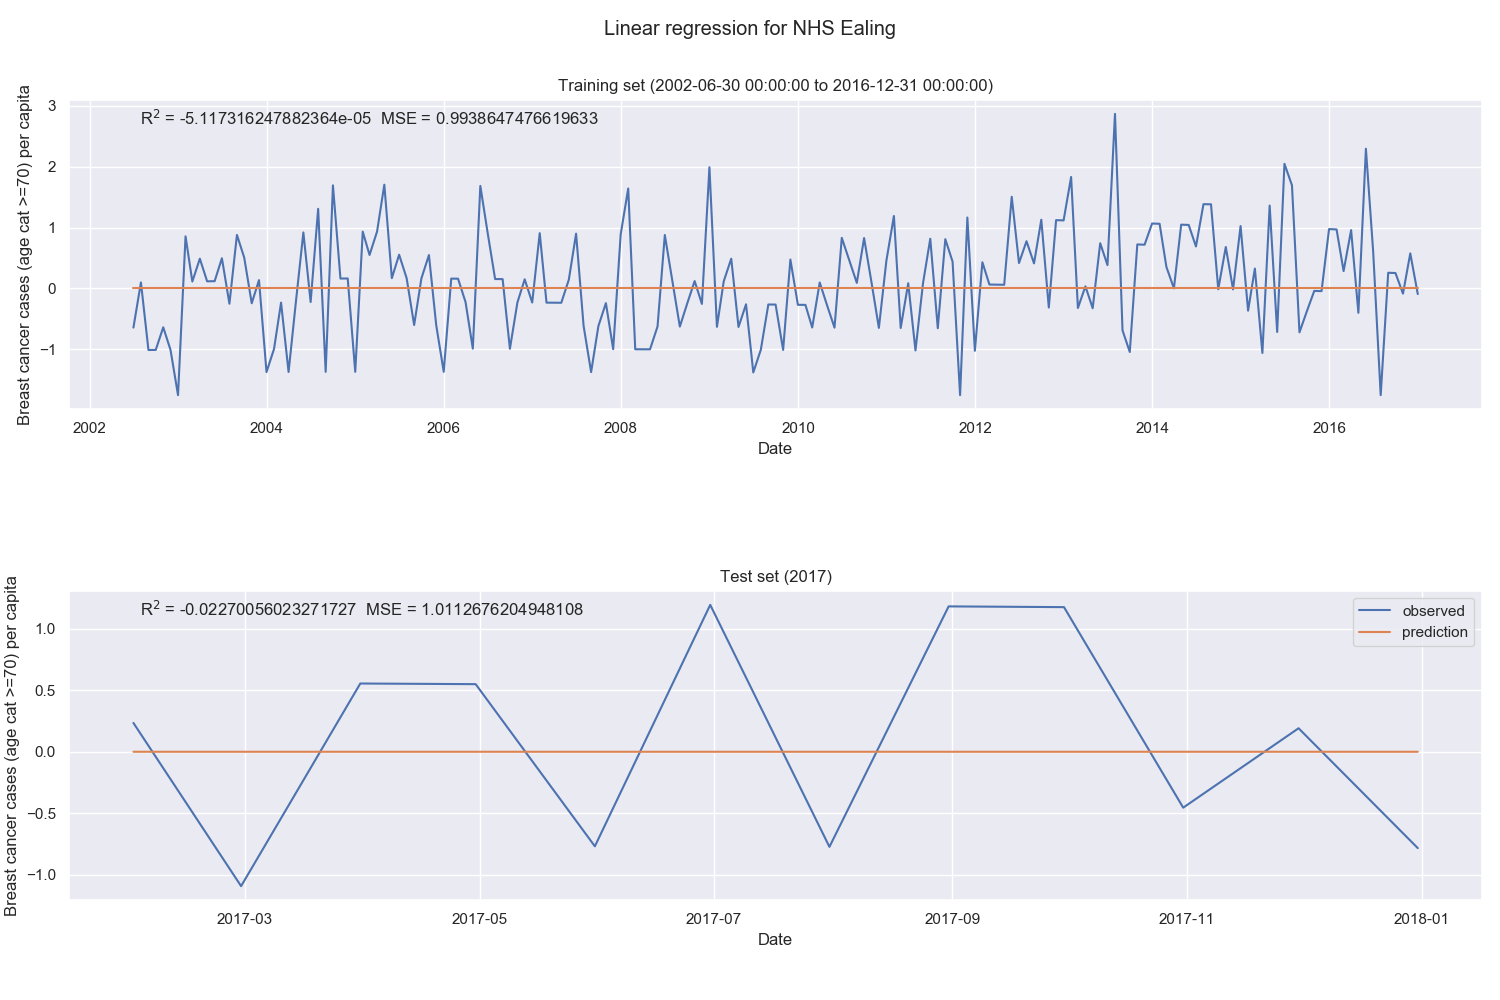 Linear regression for NHS Ealing
Training set (2002-06-30 00:00:00 to 2016-12-31 00:00:00)
R² = -5.117316247882364e-05 MSE = 0.9938647476619633
Breast cancer cases (age cat >=70) per capita
3
2
1
0
−1
2002
2004
2006
2008
2010
2012
2014
2016
Date
Test set (2017)
R² = -0.02270056023271727 MSE = 1.0112676204948108
observed
prediction
Breast cancer cases (age cat >=70) per capita
1.0
0.5
0.0
−0.5
−1.0
2017-03
2017-05
2017-07
2017-09
2017-11
2018-01
Date